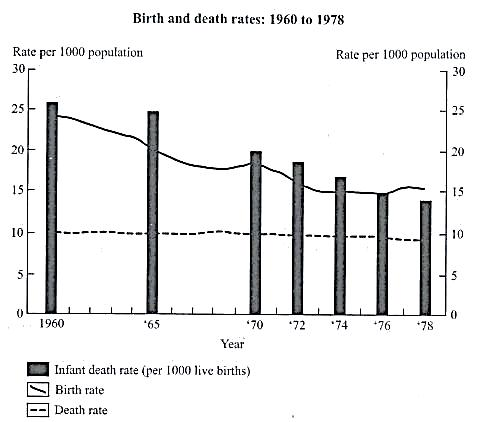 Birth and death rates: 1960 to 1978
Rate per 1000 population
Rate per 1000 population
30
25
20
15
10
5
0
30
25
20
15
10
5
0
1960 '65 '70 '72 '74 '76 '78
Year
Infant death rate (per 1000 live births)
Birth rate
Death rate